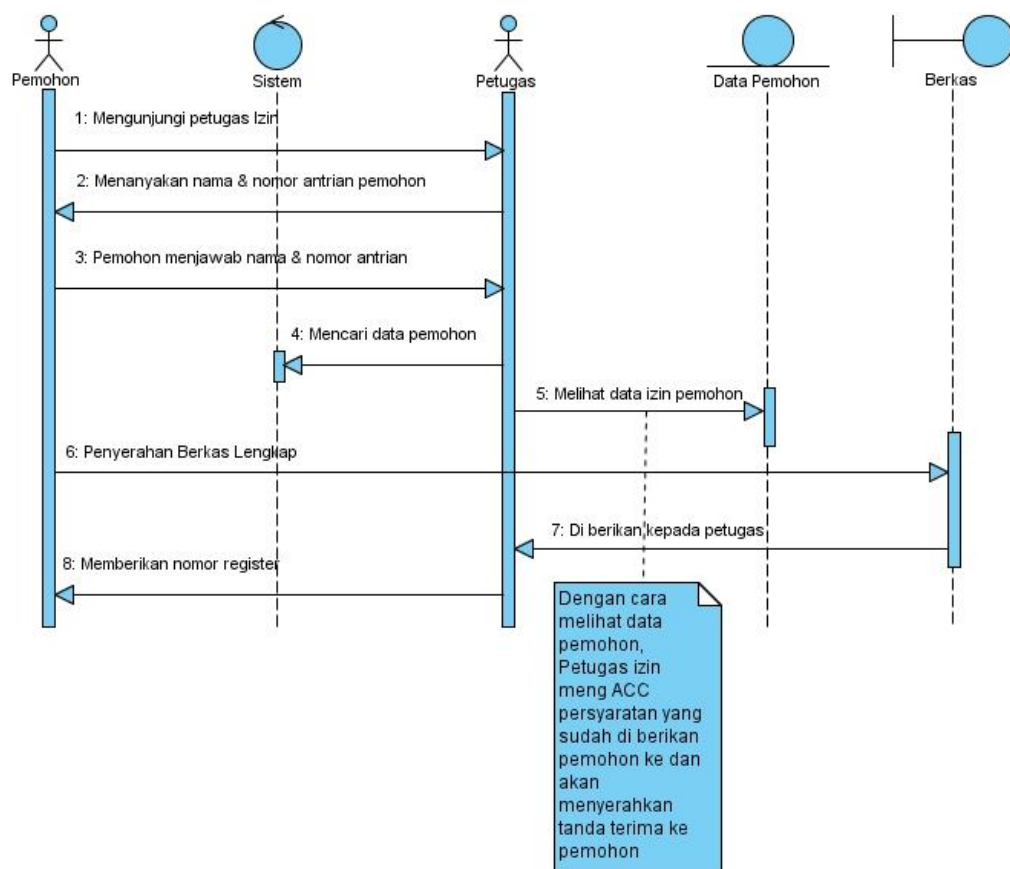 Pemohon
Sistem
Petugas
Data Pemohon
Berkas
1: Mengunjungi petugas Izin
2: Menanyakan nama & nomor antrian pemohon
3: Pemohon menjawab nama & nomor antrian
4: Mencari data pemohon
5: Melihat data izin pemohon
6: Penyerahan Berkas Lengkap
7: Di berikan kepada petugas
8: Memberikan nomor register
Dengan cara
melihat data
pemohon,
Petugas izin
meng ACC
persyaratan yang
sudah di berikan
pemohon ke dan
akan
menyerahkan
tanda terima ke
pemohon